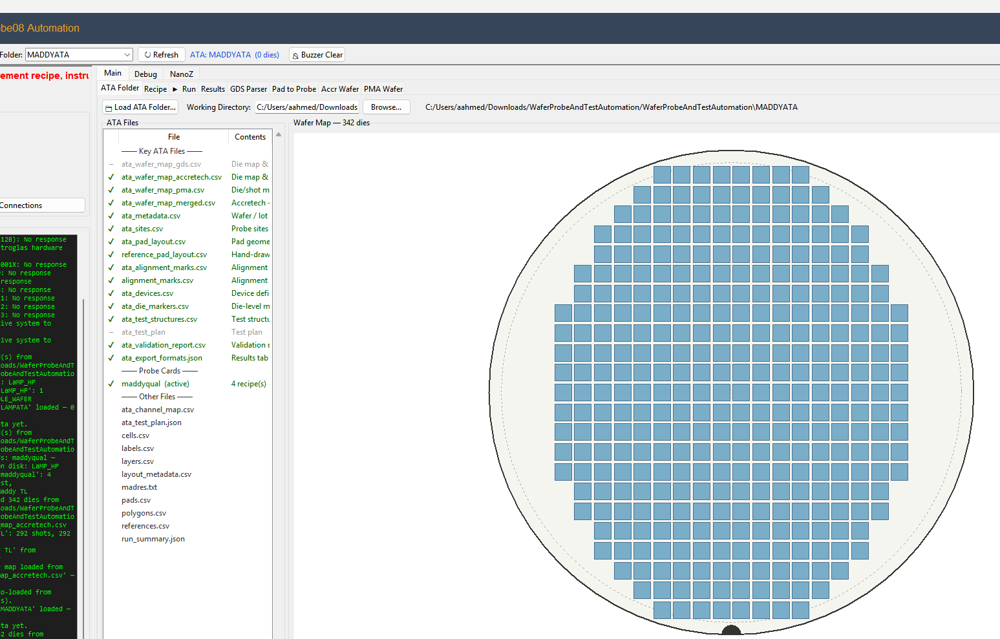 be08 Automation
Folder: MADDYATA Refresh ATA: MADDYATA (0 dies) Buzzer Clear
ement recipe, instru
Main Debug NanoZ
ATA Folder Recipe ▶ Run Results GDS Parser Pad to Probe Accr Wafer PMA Wafer
Load ATA Folder... Working Directory: C:/Users/aahmed/Downloads Browse... C:/Users/aahmed/Downloads/WaferProbeAndTestAutomation/WaferProbeAndTestAutomation\MADDYATA
ATA Files
File Contents
—— Key ATA Files ——
– ata_wafer_map_gds.csv Die map &
✓ ata_wafer_map_accretech.csv Die map &
✓ ata_wafer_map_pma.csv Die/shot m
✓ ata_wafer_map_merged.csv Accretech -
✓ ata_metadata.csv Wafer / lot
✓ ata_sites.csv Probe sites
✓ ata_pad_layout.csv Pad geome
✓ reference_pad_layout.csv Hand-draw
✓ ata_alignment_marks.csv Alignment
✓ alignment_marks.csv Alignment
✓ ata_devices.csv Device defi
✓ ata_die_markers.csv Die-level m
✓ ata_test_structures.csv Test structu
– ata_test_plan Test plan
✓ ata_validation_report.csv Validation r
✓ ata_export_formats.json Results tab
—— Probe Cards ——
✓ maddyqual (active) 4 recipe(s)
—— Other Files ——
ata_channel_map.csv
ata_test_plan.json
cells.csv
labels.csv
layers.csv
layout_metadata.csv
madres.txt
pads.csv
polygons.csv
references.csv
run_summary.json
Wafer Map — 342 dies
Connections
12B): No response
troglas hardware
001X: No response
: No response
response
: No response
1: No response
2: No response
3: No response
ive system to
ive system to
(s) from
oads/WaferProbeAndT
obeAndTestAutomatio
: LaMP_HP
LaMP_HP': 1
LE_WAFER
LAMPATA' loaded — 0
ta yet.
(s) from
oads/WaferProbeAndT
obeAndTestAutomatio
s: maddyqual —
n disk: LaMP_HP
maddyqual': 4
st,
addy TL
d 342 dies from
oads/WaferProbeAndT
obeAndTestAutomatio
map_accretech.csv
L': 292 shots, 292
TL' from
map loaded from
ap_accretech.csv' —
o-loaded from
s).
MADDYATA' loaded —
ta yet.
2 dies from